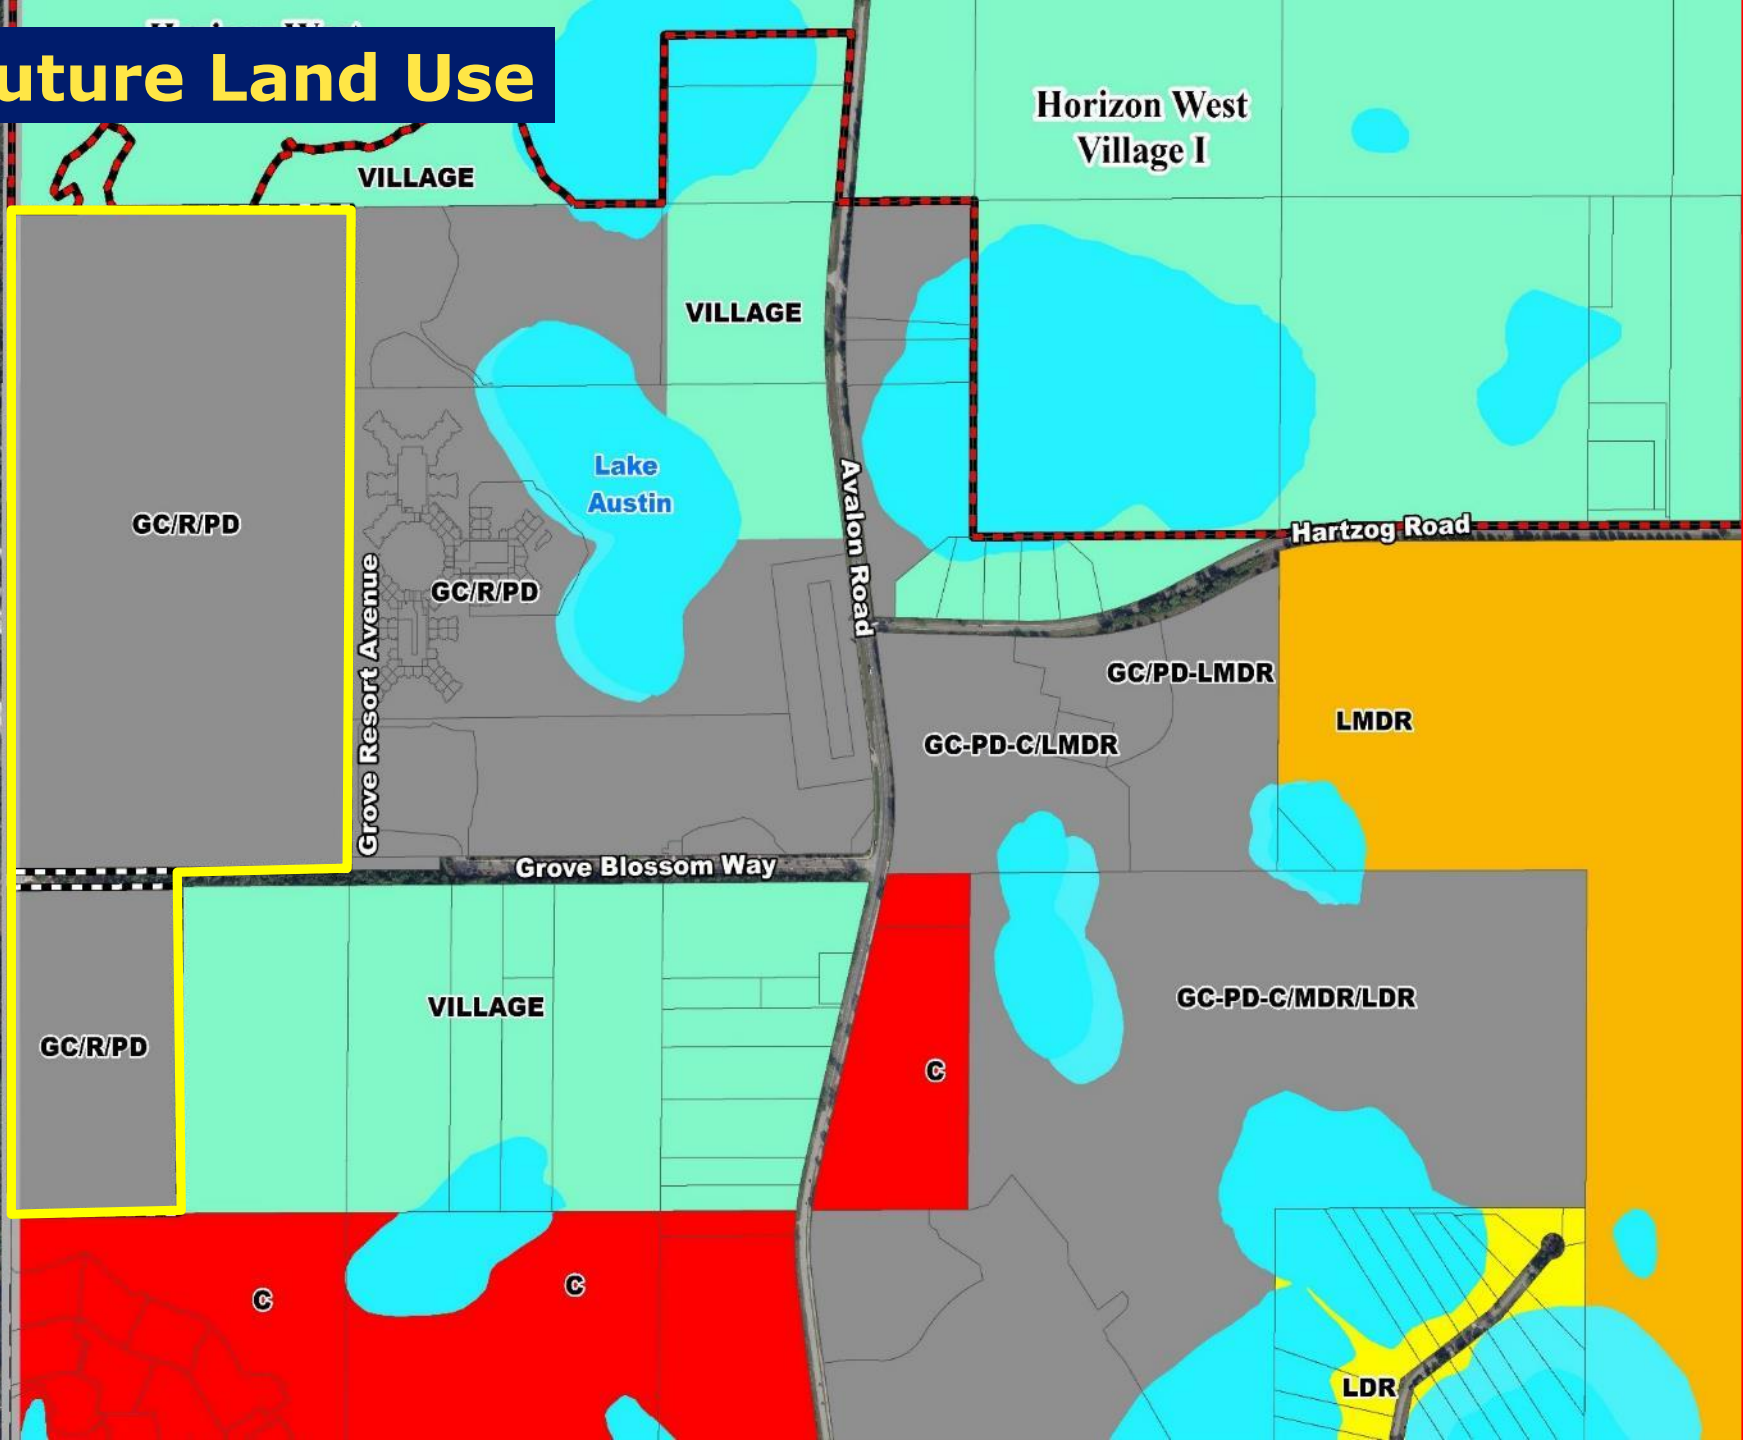 uture Land Use
Horizon West
Village I
VILLAGE
VILLAGE
Lake
Austin
Avalon Road
Hartzog Road
GC/R/PD
GC/R/PD
Grove Resort Avenue
GC/PD-LMDR
GC-PD-C/LMDR
LMDR
Grove Blossom Way
VILLAGE
GC-PD-C/MDR/LDR
GC/R/PD
C
C
C
LDR